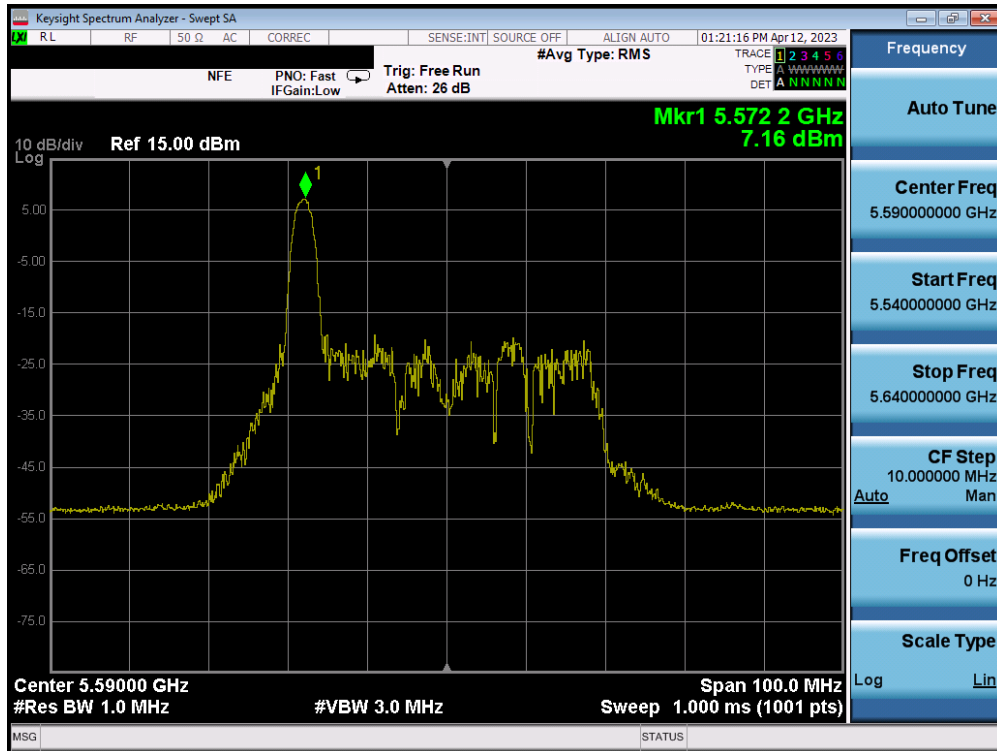 Keysight Spectrum Analyzer - Swept SA
LXI RL RF 50 Ω AC CORREC SENSE:INT SOURCE OFF ALIGN AUTO 01:21:16 PM Apr 12, 2023
#Avg Type: RMS TRACE 1 2 3 4 5 6
NFE PNO: Fast Trig: Free Run TYPE A WWWWW
IFGain:Low Atten: 26 dB DET A N N N N N
Mkr1 5.572 2 GHz
7.16 dBm
10 dB/div Ref 15.00 dBm
Log
1
5.00
-5.00
-15.0
-25.0
-35.0
-45.0
-55.0
-65.0
-75.0
Center 5.59000 GHz Span 100.0 MHz
#Res BW 1.0 MHz #VBW 3.0 MHz Sweep 1.000 ms (1001 pts)
MSG STATUS
Frequency
Auto Tune
Center Freq
5.590000000 GHz
Start Freq
5.540000000 GHz
Stop Freq
5.640000000 GHz
CF Step
10.000000 MHz
Auto Man
Freq Offset
0 Hz
Scale Type
Log Lin